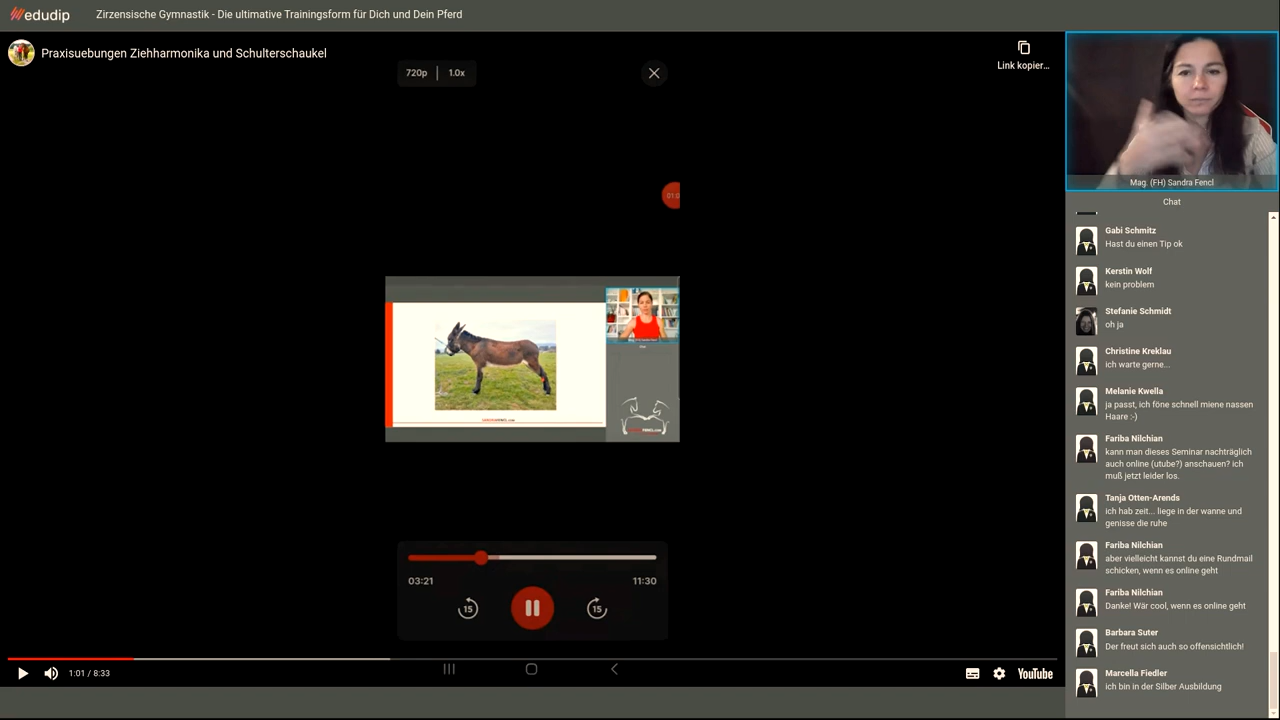 edudip
Zirzensische Gymnastik - Die ultimative Trainingsform für Dich und Dein Pferd
Praxisuebungen Ziehharmonika und Schulterschaukel
Link kopier...
720p | 1.0x
03:21
11:30
15
15
1:01 / 8:33
YouTube
Mag. (FH) Sandra Fencl
Chat
Gabi Schmitz
Hast du einen Tip ok
Kerstin Wolf
kein problem
Stefanie Schmidt
oh ja
Christine Kreklau
ich warte gerne...
Melanie Kwella
ja passt, ich föne schnell miene nassen
Haare :-)
Fariba Nilchian
kann man dieses Seminar nachträglich
auch online (utube?) anschauen? ich
muß jetzt leider los.
Tanja Otten-Arends
ich hab zeit... liege in der wanne und
genisse die ruhe
Fariba Nilchian
aber vielleicht kannst du eine Rundmail
schicken, wenn es online geht
Fariba Nilchian
Danke! Wär cool, wenn es online geht
Barbara Suter
Der freut sich auch so offensichtlich!
Marcella Fiedler
ich bin in der Silber Ausbildung